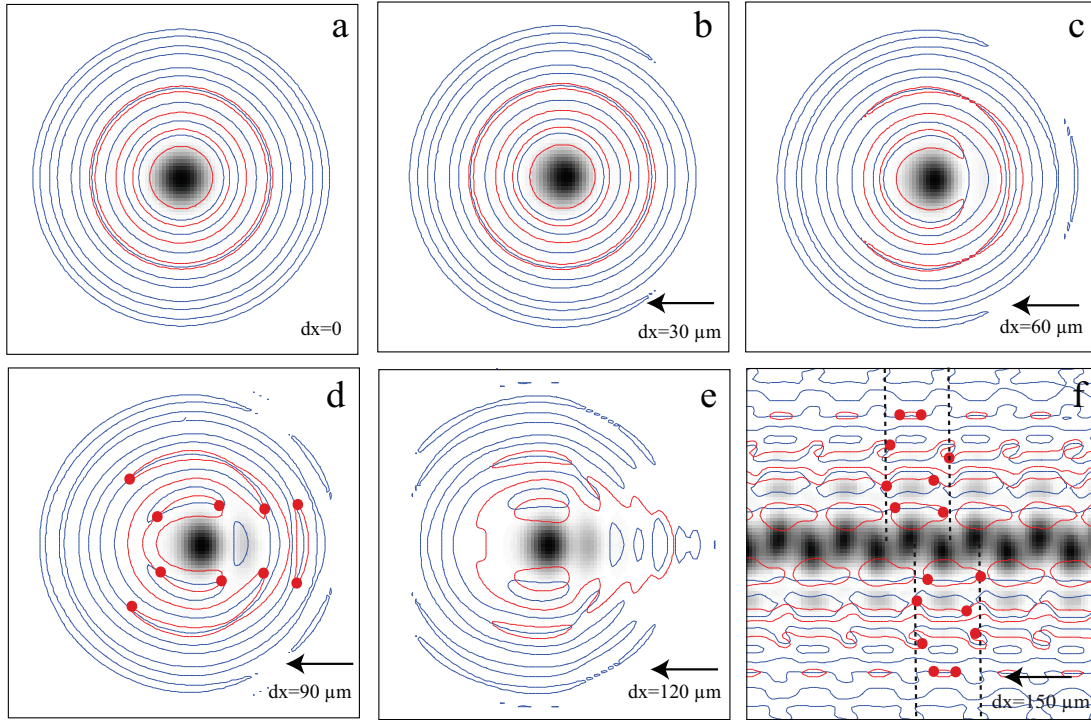 a
b
c
dx=0
dx=30 µm
dx=60 µm
d
e
f
dx=90 µm
dx=120 µm
dx=150 µm